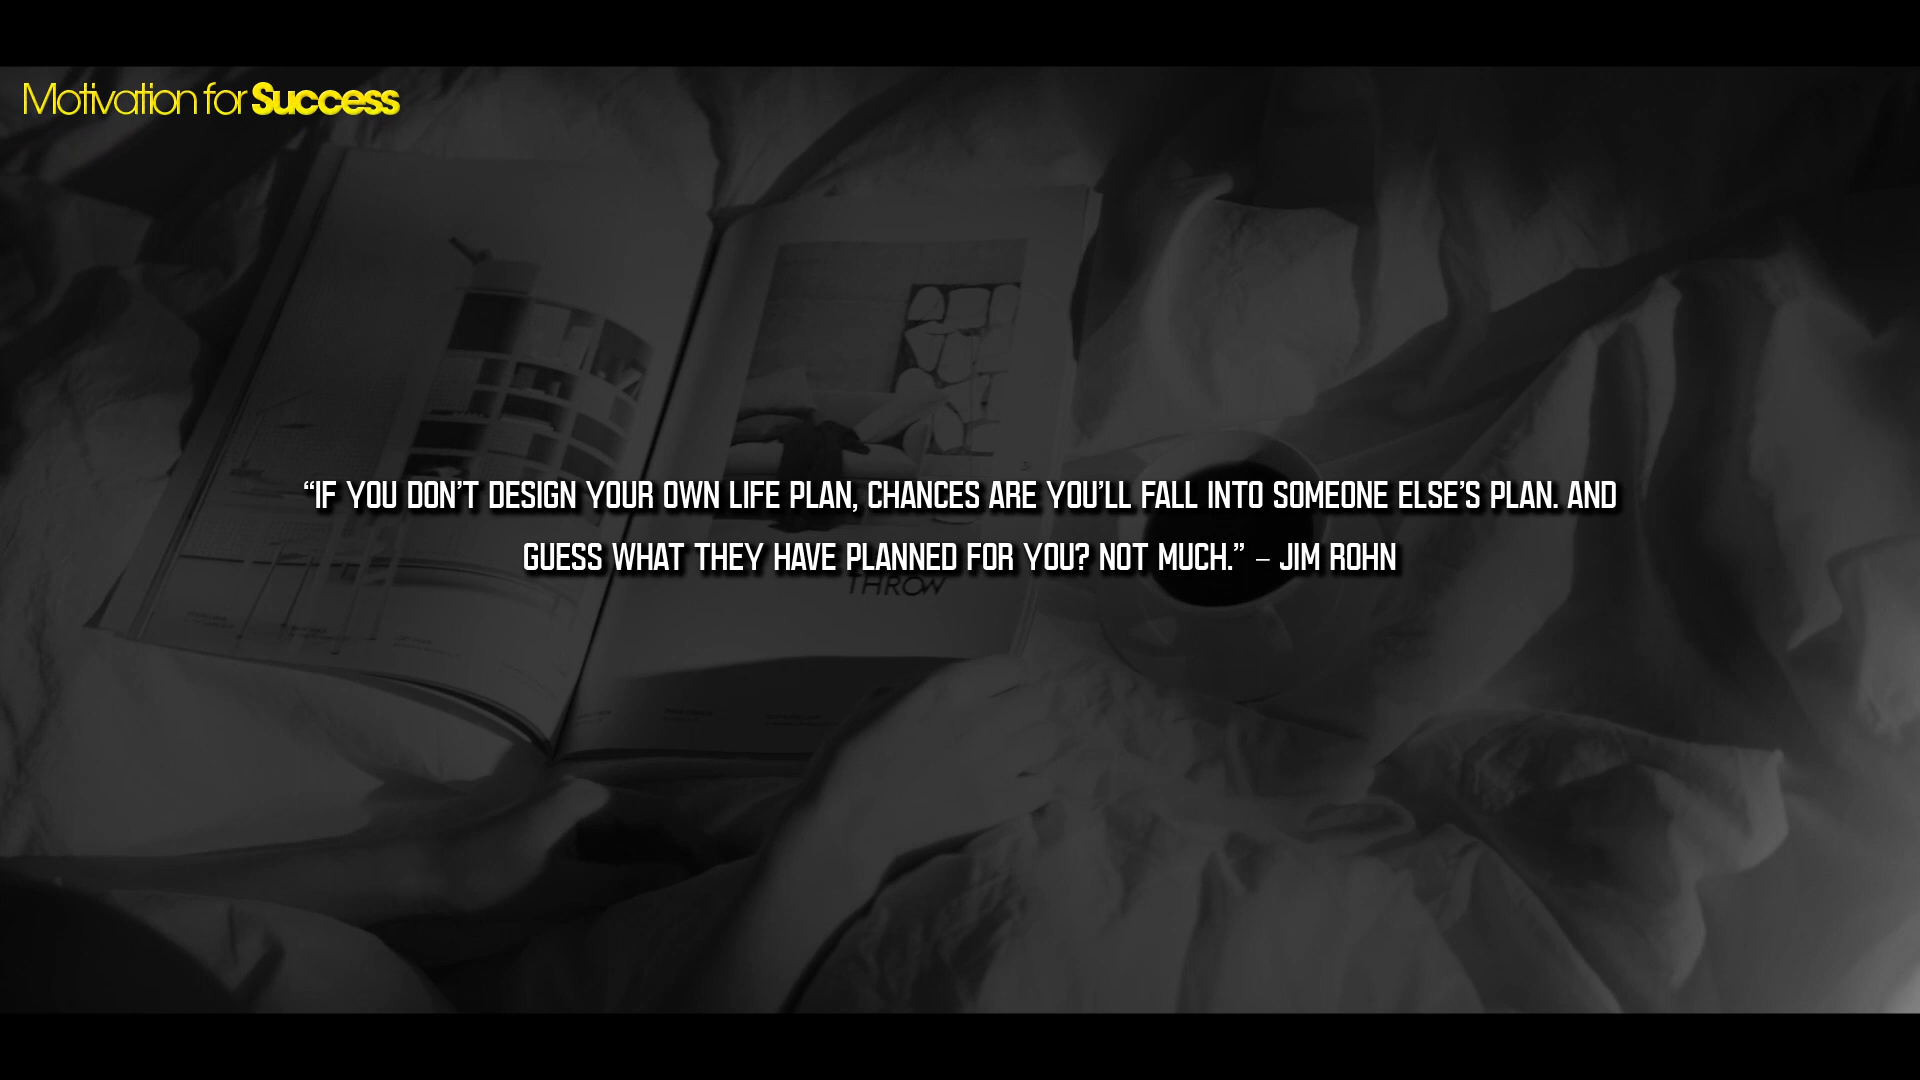 Motivation for Success
“IF YOU DON’T DESIGN YOUR OWN LIFE PLAN, CHANCES ARE YOU’LL FALL INTO SOMEONE ELSE’S PLAN. AND
GUESS WHAT THEY HAVE PLANNED FOR YOU? NOT MUCH.” – JIM ROHN
THROW